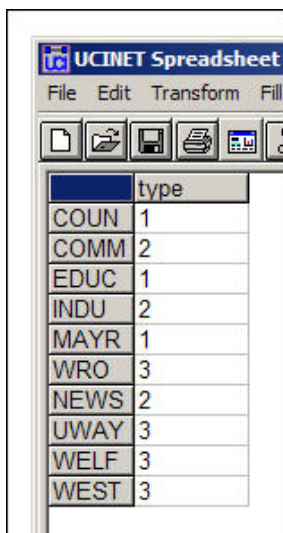 UCINET Spreadsheet
File Edit Transform Fill
type
COUN 1
COMM 2
EDUC 1
INDU 2
MAYR 1
WRO 3
NEWS 2
UWAY 3
WELF 3
WEST 3